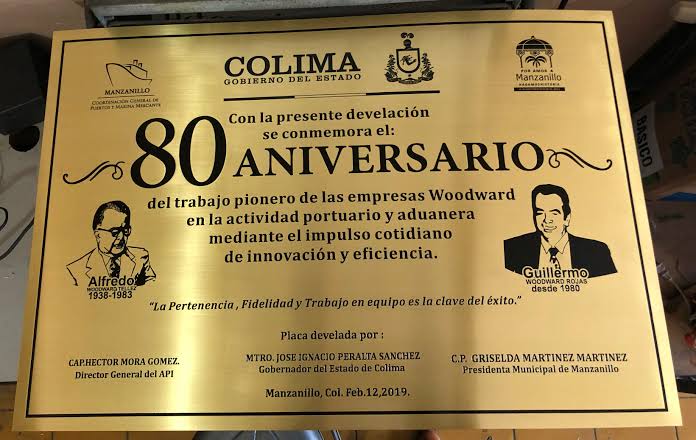 MANZANILLO
COORDINACIÓN GENERAL DE
PUERTOS Y MARINA MERCANTE
COLIMA
GOBIERNO DEL ESTADO
POR AMOR A
Manzanillo
HAGAMOSHISTORIA
Con la presente develación
se conmemora el:
80 ANIVERSARIO
del trabajo pionero de las empresas Woodward
en la actividad portuario y aduanera
mediante el impulso cotidiano
de innovación y eficiencia.
Alfredo
WOODWARD TELLEZ
1938-1983
Guillermo
WOODWARD ROJAS
desde 1980
“La Pertenencia , Fidelidad y Trabajo en equipo es la clave del éxito.”
Placa develada por :
CAP.HECTOR MORA GOMEZ.
Director General del API
MTRO. JOSE IGNACIO PERALTA SANCHEZ
Gobernador del Estado de Colima
C.P. GRISELDA MARTINEZ MARTINEZ
Presidenta Municipal de Manzanillo
Manzanillo, Col. Feb.12,2019.
BASICO